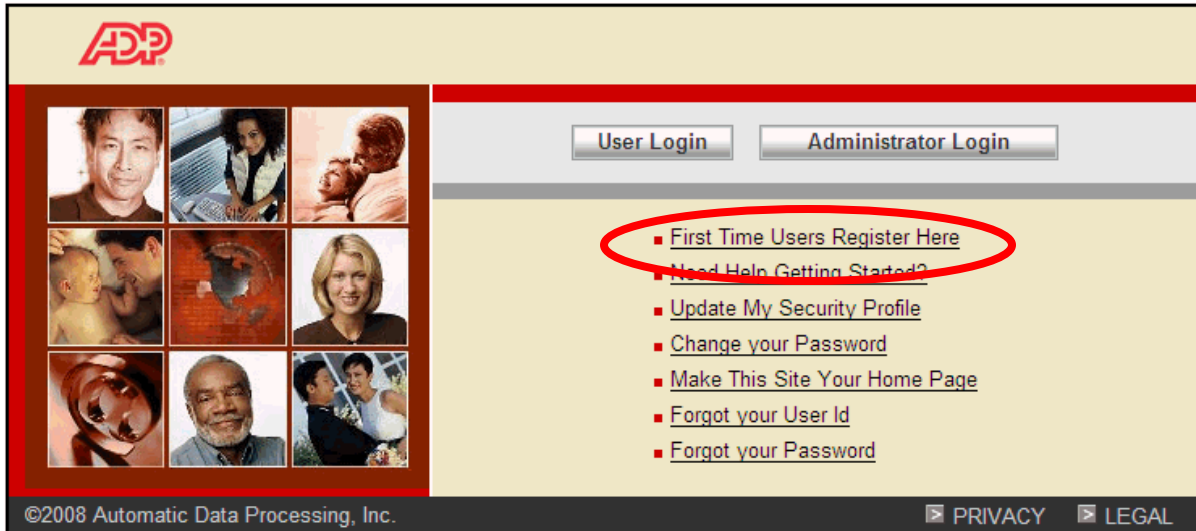 ADP
User Login
Administrator Login
First Time Users Register Here
Need Help Getting Started?
Update My Security Profile
Change your Password
Make This Site Your Home Page
Forgot your User Id
Forgot your Password
©2008 Automatic Data Processing, Inc.
PRIVACY
LEGAL